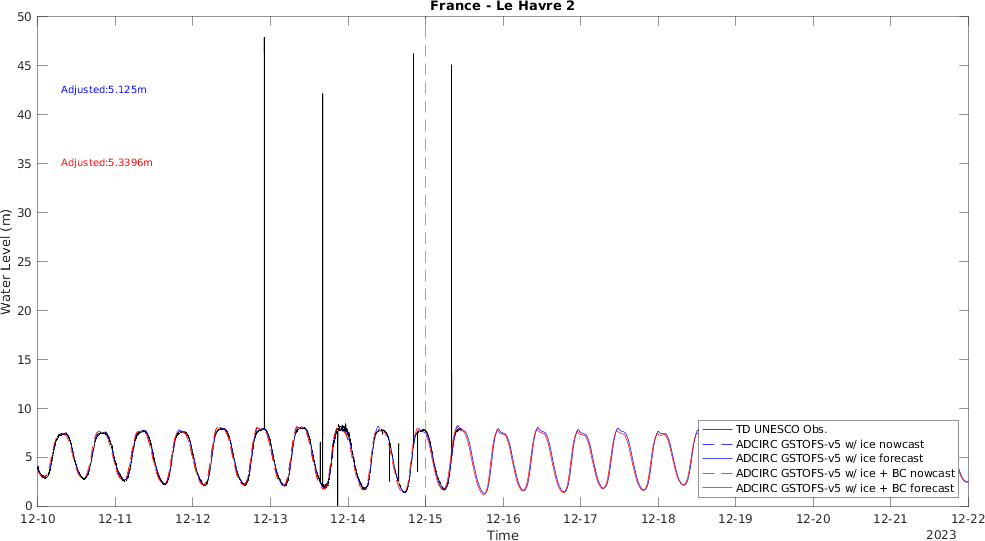 France - Le Havre 2
50
45
40
35
30
25
20
15
10
5
0
Water Level (m)
Adjusted:5.125m
Adjusted:5.3396m
TD UNESCO Obs.
ADCIRC GSTOFS-v5 w/ ice nowcast
ADCIRC GSTOFS-v5 w/ ice forecast
ADCIRC GSTOFS-v5 w/ ice + BC nowcast
ADCIRC GSTOFS-v5 w/ ice + BC forecast
12-10 12-11 12-12 12-13 12-14 12-15 12-16 12-17 12-18 12-19 12-20 12-21 12-22
Time
2023